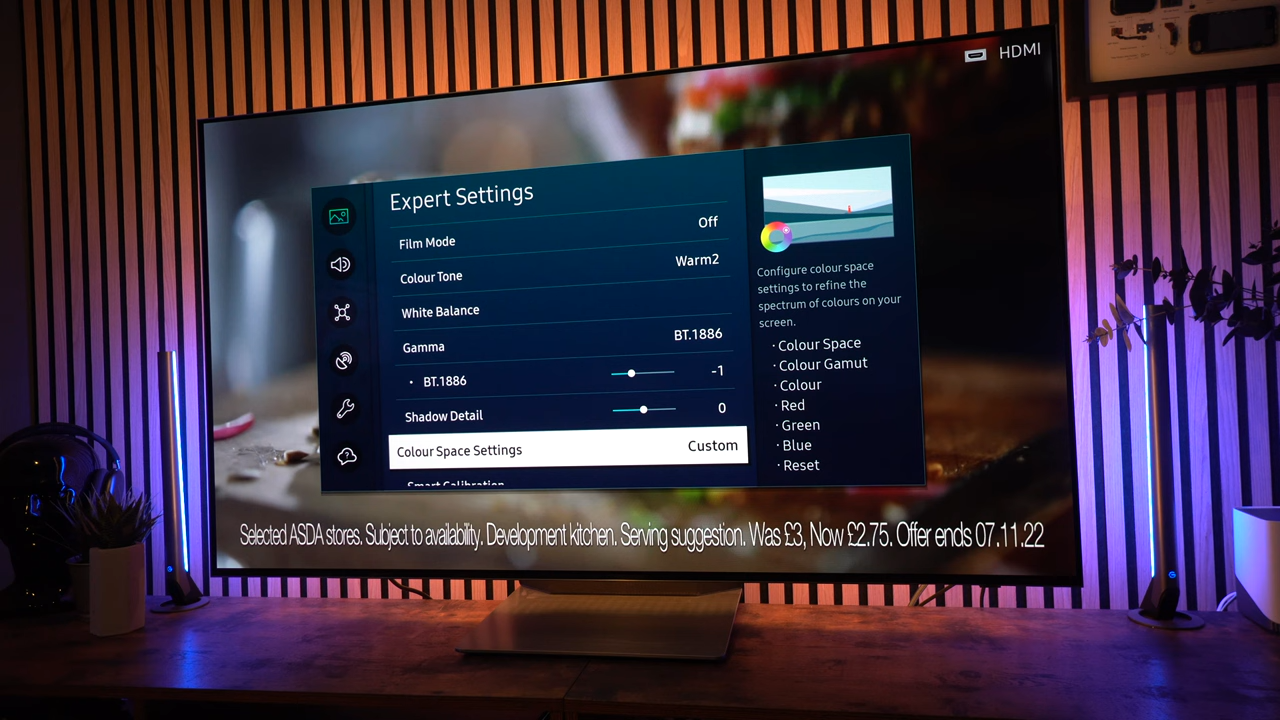 HDMI
Expert Settings
Film Mode Off
Colour Tone Warm2
White Balance
Gamma BT.1886
· BT.1886 -1
Shadow Detail 0
Colour Space Settings Custom
Smart Calibration
Configure colour space
settings to refine the
spectrum of colours on your
screen.
· Colour Space
· Colour Gamut
· Colour
· Red
· Green
· Blue
· Reset
Selected ASDA stores. Subject to availability. Development kitchen. Serving suggestion. Was £3, Now £2.75. Offer ends 07.11.22